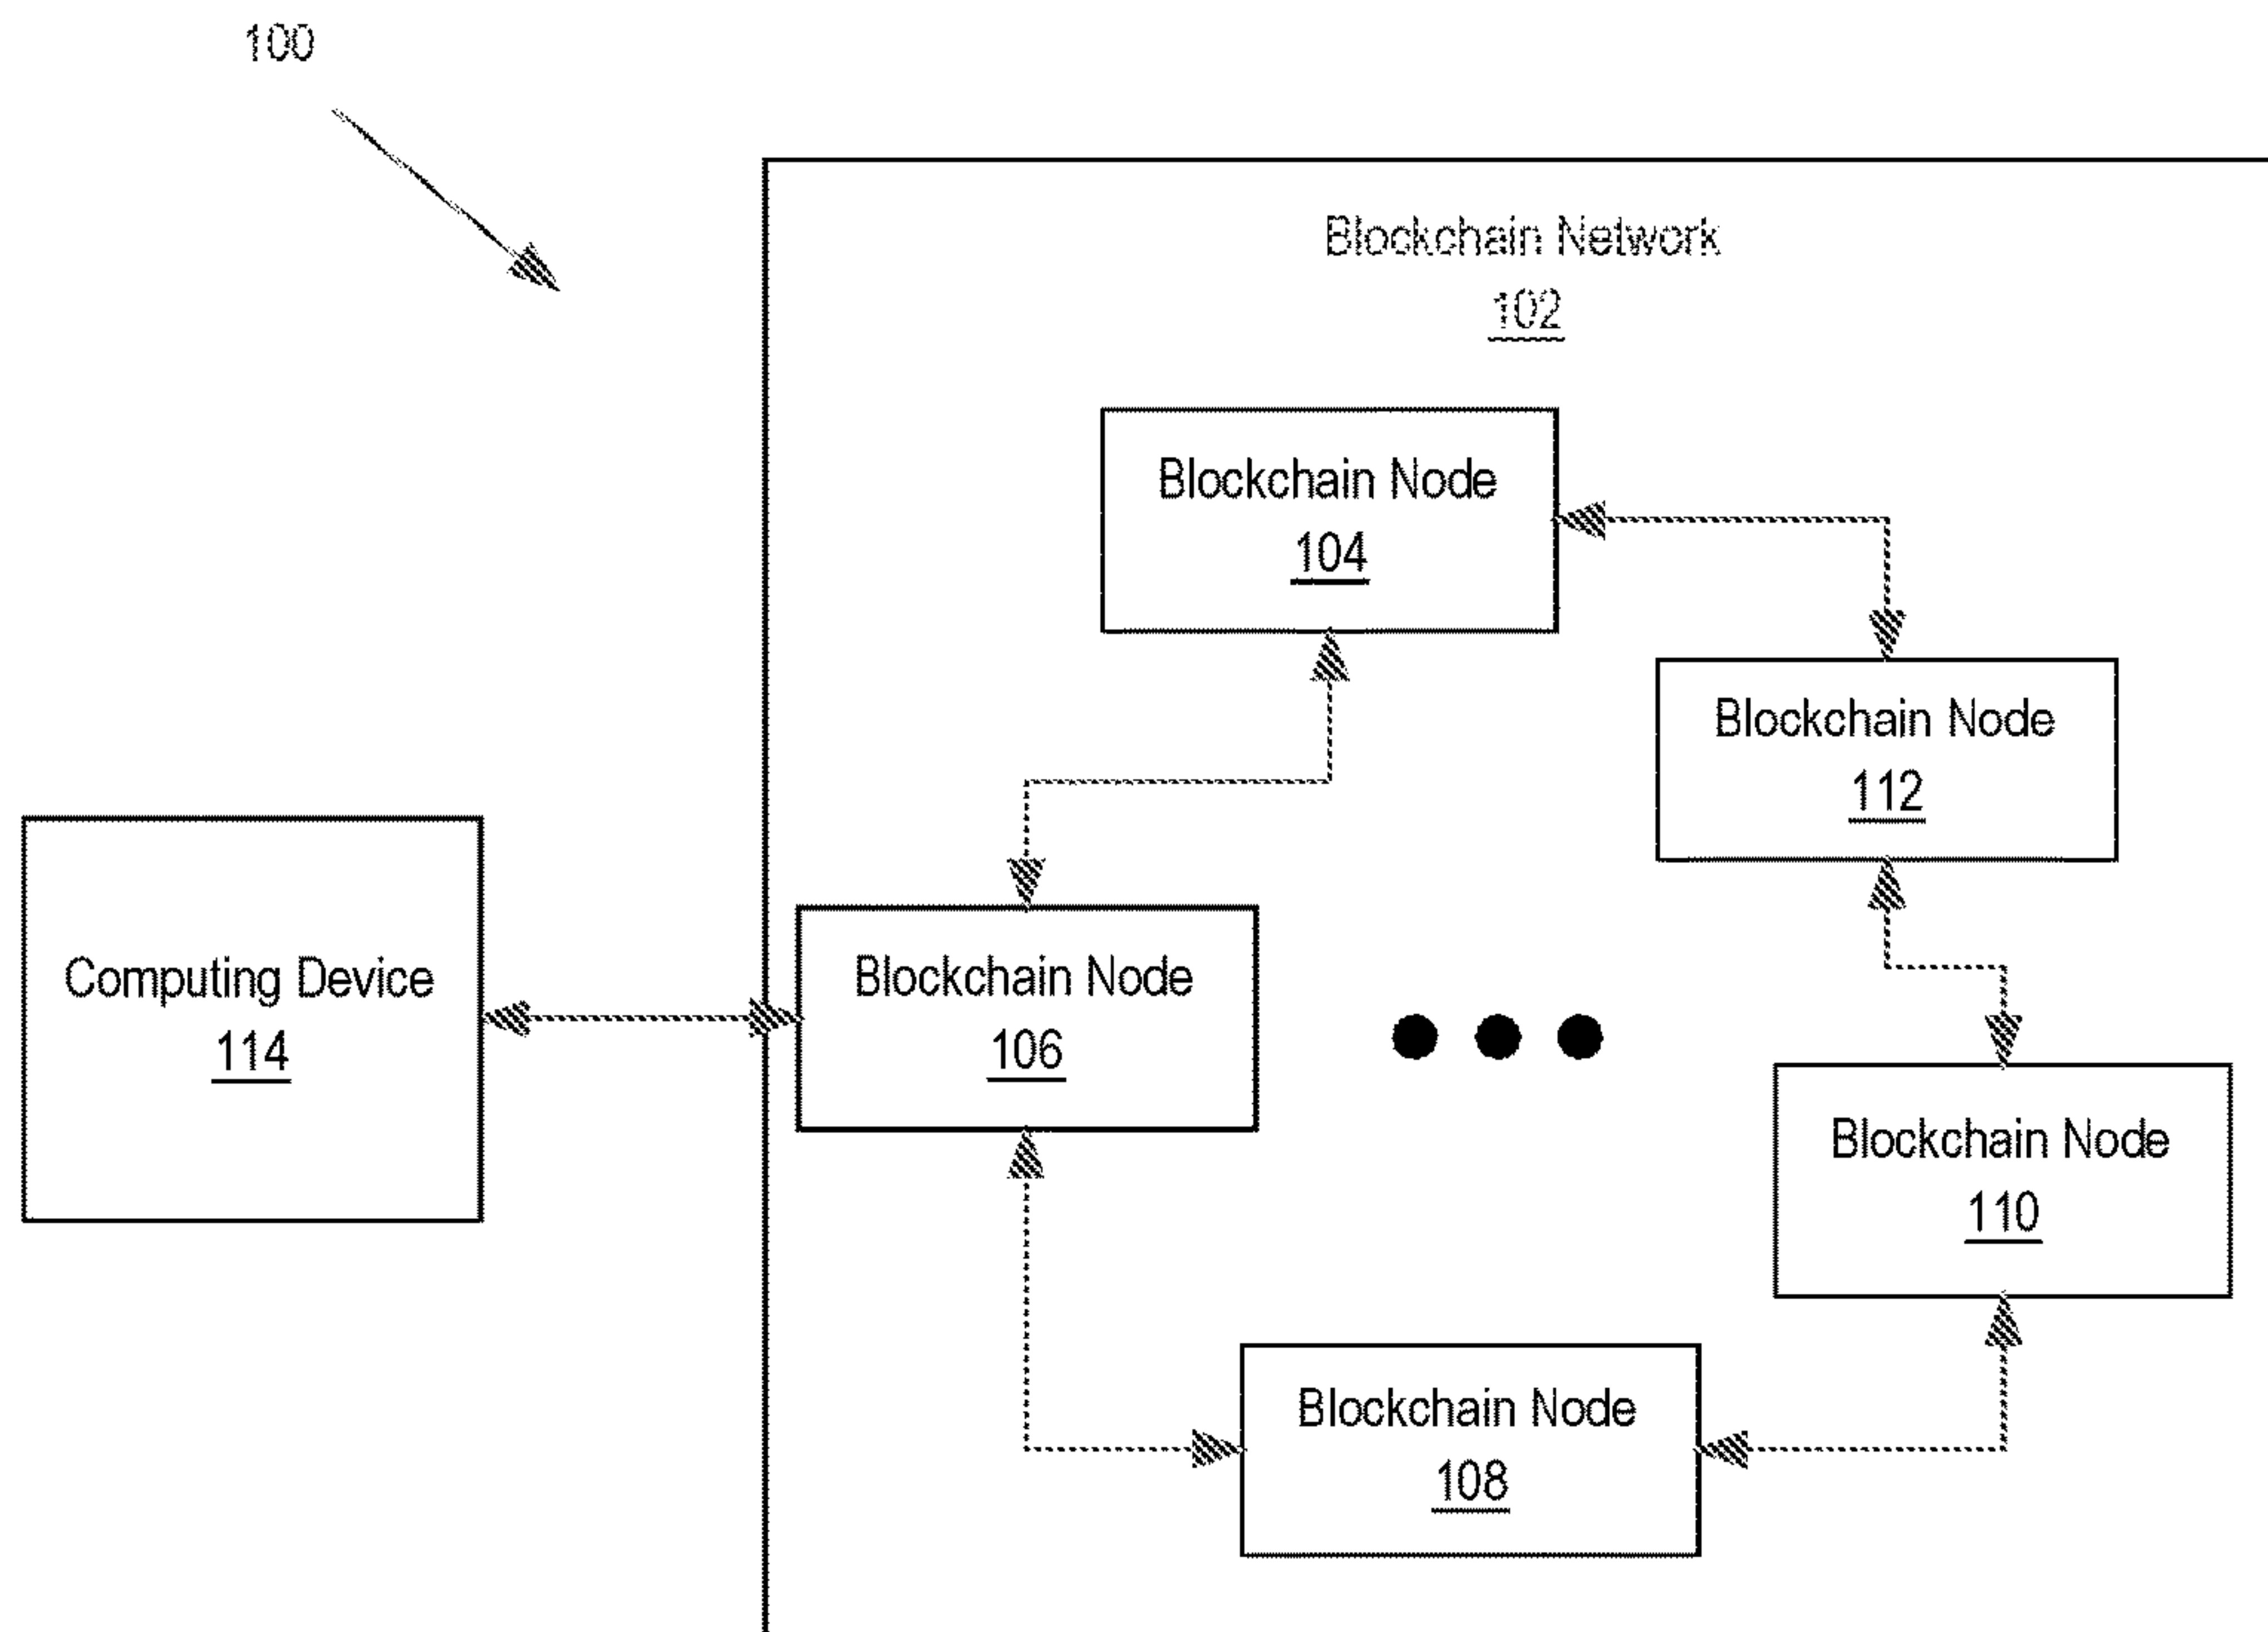 100
Blockchain Network
102
Blockchain Node
104
Blockchain Node
112
Computing Device
114
Blockchain Node
106
Blockchain Node
110
Blockchain Node
108